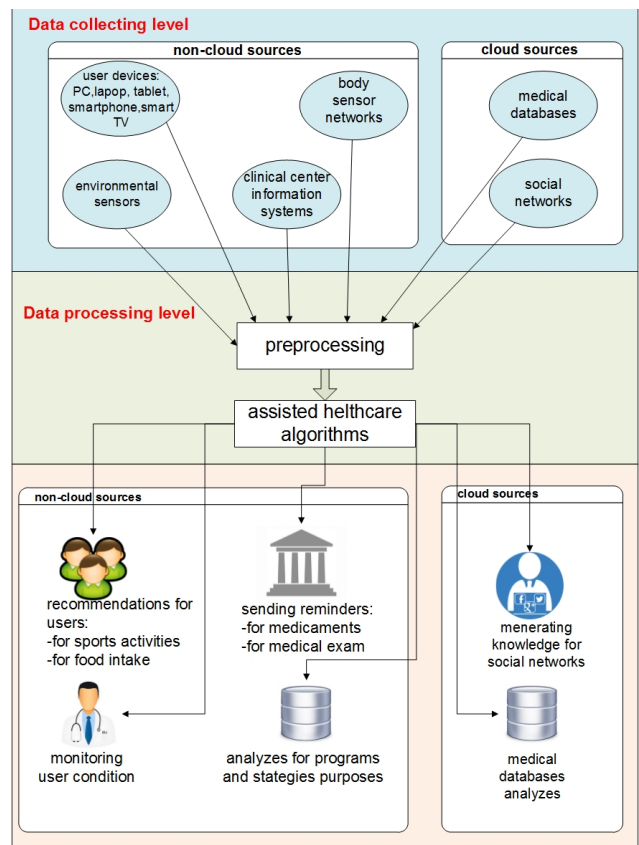 Data collecting level
non-cloud sources
user devices:
PC,lapop, tablet,
smartphone,smart
TV
body
sensor
networks
environmental
sensors
clinical center
information
systems
cloud sources
medical
databases
social
networks
Data processing level
preprocessing
assisted helthcare
algorithms
non-cloud sources
recommendations for
users:
-for sports activities
-for food intake
sending reminders:
-for medicaments
-for medical exam
monitoring
user condition
analyzes for programs
and stategies purposes
cloud sources
menerating
knowledge for
social networks
medical
databases
analyzes